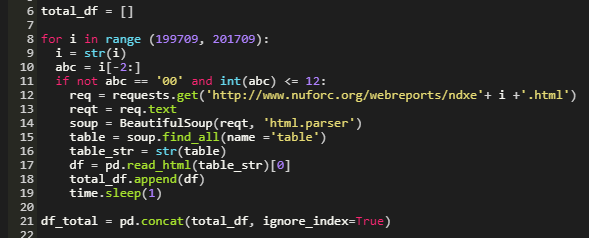 6 total_df = []
7
8 for i in range (199709, 201709):
9   i = str(i)
10   abc = i[-2:]
11   if not abc == '00' and int(abc) <= 12:
12     req = requests.get('http://www.nuforc.org/webreports/ndxe'+ i +'.html')
13     reqt = req.text
14     soup = BeautifulSoup(reqt, 'html.parser')
15     table = soup.find_all(name ='table')
16     table_str = str(table)
17     df = pd.read_html(table_str)[0]
18     total_df.append(df)
19     time.sleep(1)
20
21 df_total = pd.concat(total_df, ignore_index=True)
22